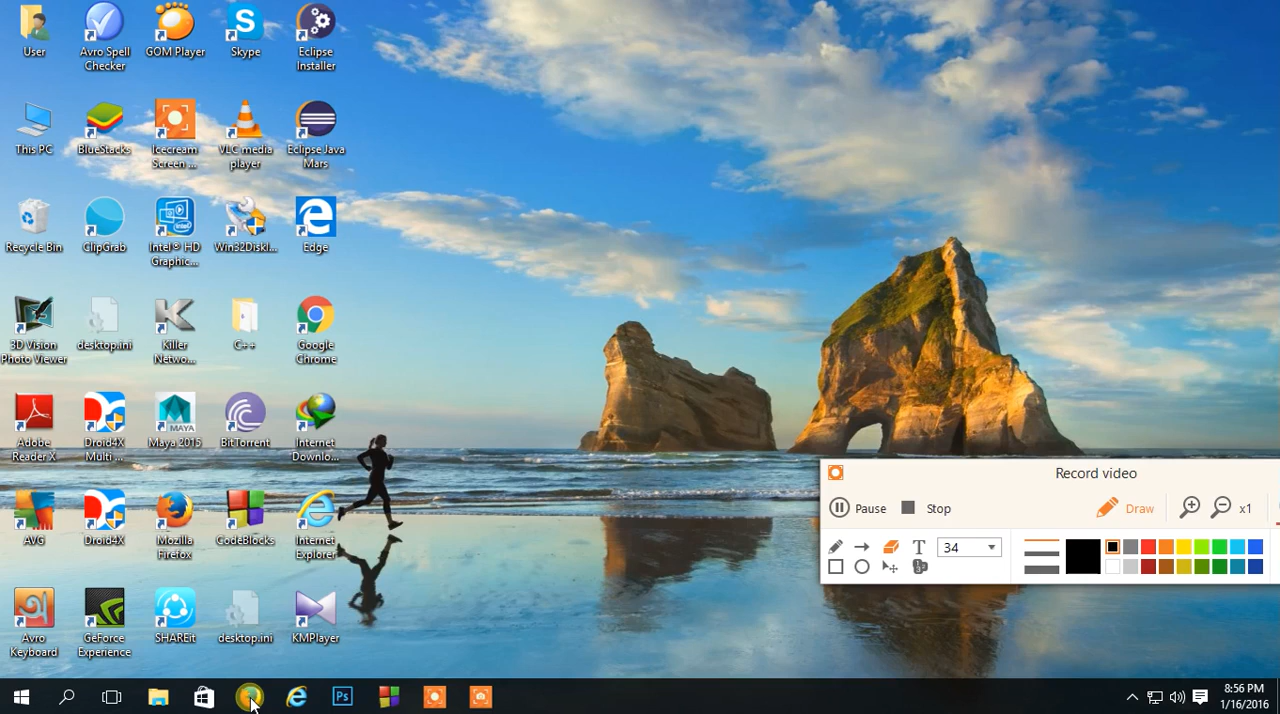 User
Avro Spell
Checker
GOM Player
Skype
Eclipse
Installer
This PC
BlueStacks
Icecream
Screen ...
VLC media
player
Eclipse Java
Mars
Recycle Bin
ClipGrab
Intel® HD
Graphic...
Win32Diskl...
Edge
3D Vision
Photo Viewer
desktop.ini
Killer
Netwo...
C++
Google
Chrome
Adobe
Reader X
Droid4X
Multi ...
MAYA
Maya 2015
BitTorrent
Internet
Downlo...
AVG
Droid4X
Mozilla
Firefox
CodeBlocks
Internet
Explorer
Avro
Keyboard
GeForce
Experience
SHAREit
desktop.ini
KMPlayer
Record video
Pause
Stop
Draw
x1
T
34
Ps
8:56 PM
1/16/2016